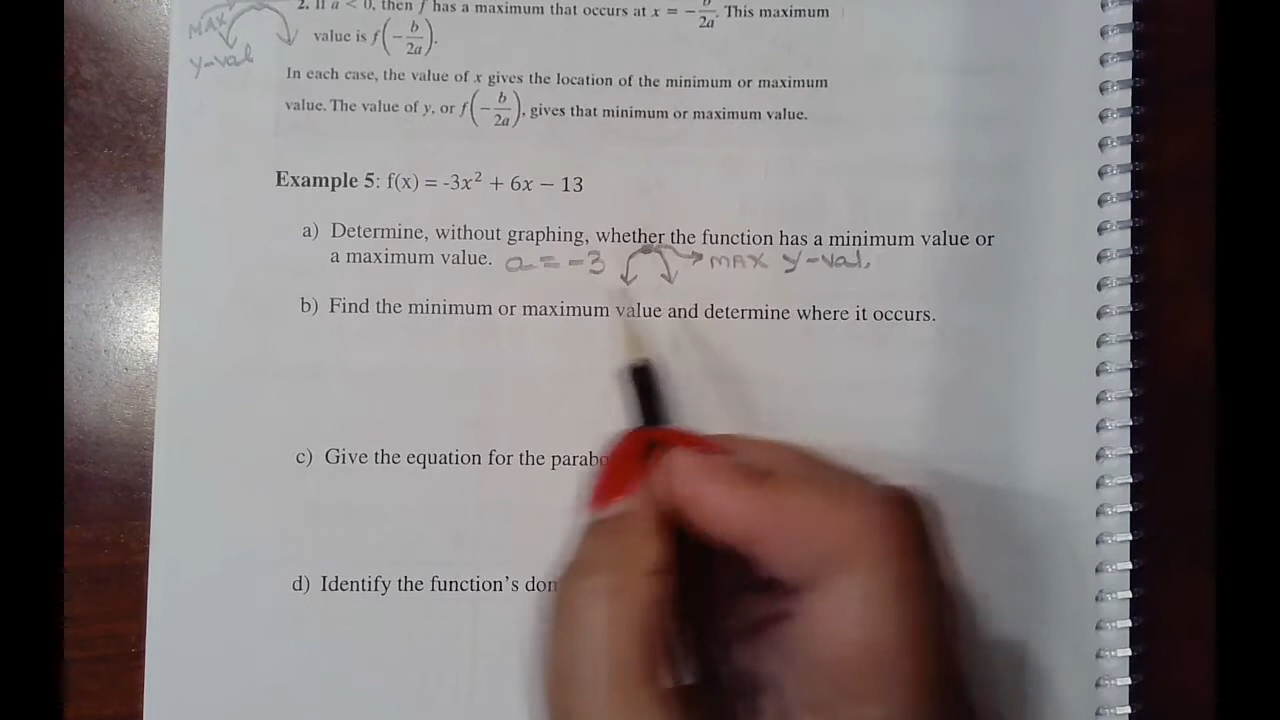 2. If a < 0, then f has a maximum that occurs at x = −b/2a. This maximum
MAX
value is f(−b/2a).
y-val
In each case, the value of x gives the location of the minimum or maximum
value. The value of y, or f(−b/2a), gives that minimum or maximum value.
Example 5: f(x) = -3x² + 6x − 13
a) Determine, without graphing, whether the function has a minimum value or
a maximum value. a = -3 → MAX y-val.
b) Find the minimum or maximum value and determine where it occurs.
c) Give the equation for the parabo
d) Identify the function's dom